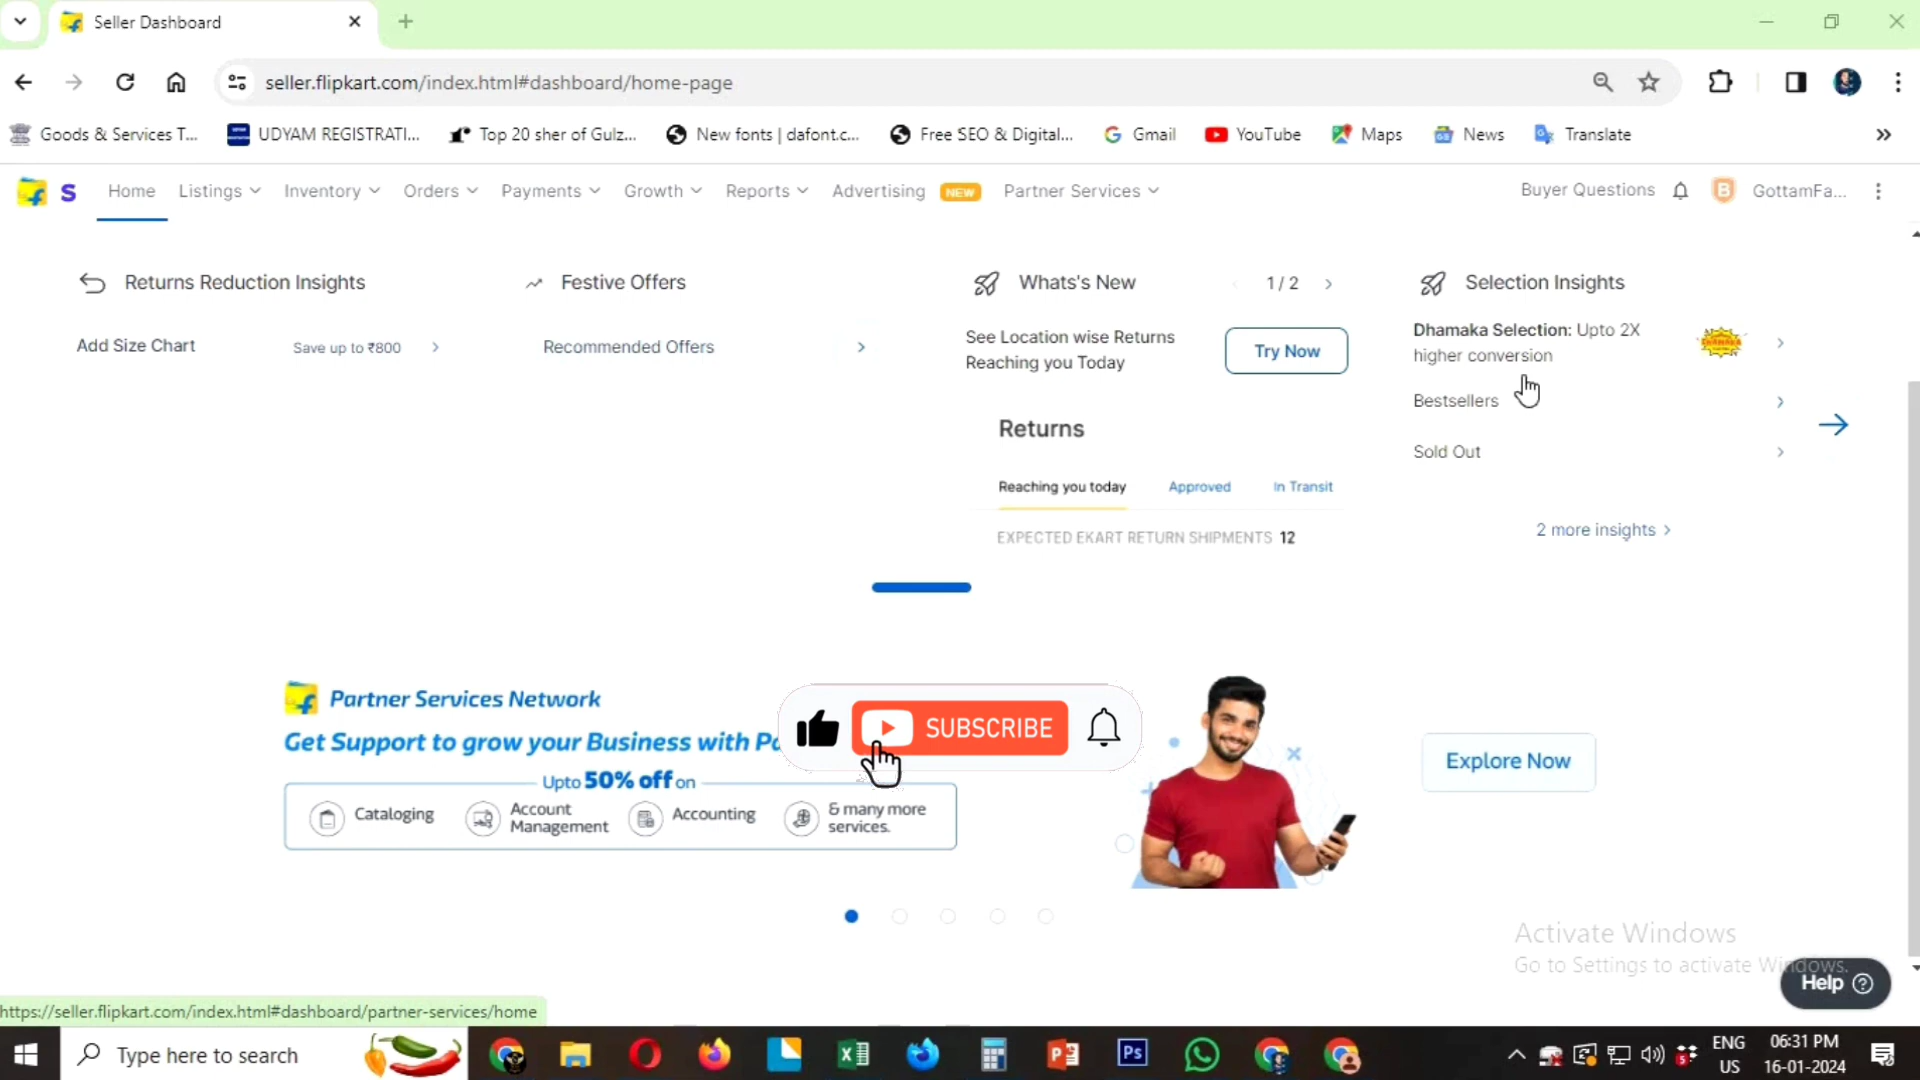 Seller Dashboard
seller.flipkart.com/index.html#dashboard/home-page
Goods & Services T... UDYAM REGISTRATI... Top 20 sher of Gulz... New fonts | dafont.c... Free SEO & Digital... Gmail YouTube Maps News Translate
S Home Listings Inventory Orders Payments Growth Reports Advertising NEW Partner Services Buyer Questions B GottamFa...
Returns Reduction Insights
Add Size Chart Save up to ₹800
Festive Offers
Recommended Offers
Whats's New 1 / 2
See Location wise Returns
Reaching you Today
Try Now
Returns
Reaching you today Approved In Transit
EXPECTED EKART RETURN SHIPMENTS 12
Selection Insights
Dhamaka Selection: Upto 2X
higher conversion
DHAMAKA
Bestsellers
Sold Out
2 more insights
Partner Services Network
Get Support to grow your Business with
Upto 50% off on
Cataloging
Account
Management
Accounting
& many more
services.
SUBSCRIBE
Explore Now
Activate Windows
Go to Settings to activate Windows.
Help
https://seller.flipkart.com/index.html#dashboard/partner-services/home
Type here to search
ENG
US
06:31 PM
16-01-2024